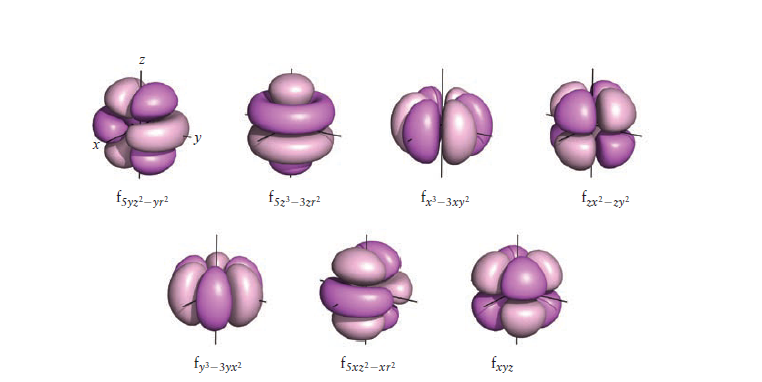 z
x
y
f5yz²−yr² f5z³−3zr² fx³−3xy² fzx²−zy²
fy³−3yx² f5xz²−xr² fxyz